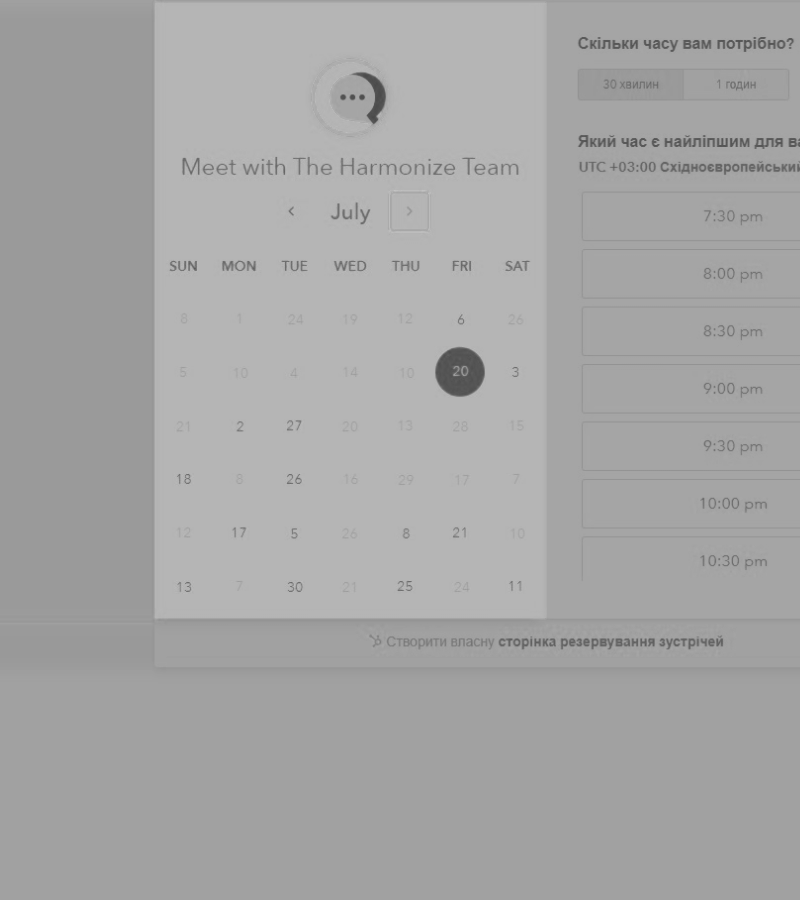 Meet with The Harmonize Team
July
SUN MON TUE WED THU FRI SAT
8 1 24 19 12 6 26
5 10 4 14 10 20 3
21 2 27 20 13 28 15
18 8 26 16 29 17 7
12 17 5 26 8 21 10
13 7 30 21 25 24 11
Скільки часу вам потрібно?
30 хвилин 1 годин
Який час є найліпшим для
UTC +03:00 Східноєвропейський
7:30 pm
8:00 pm
8:30 pm
9:00 pm
9:30 pm
10:00 pm
10:30 pm
Створити власну сторінка резервування зустрічей